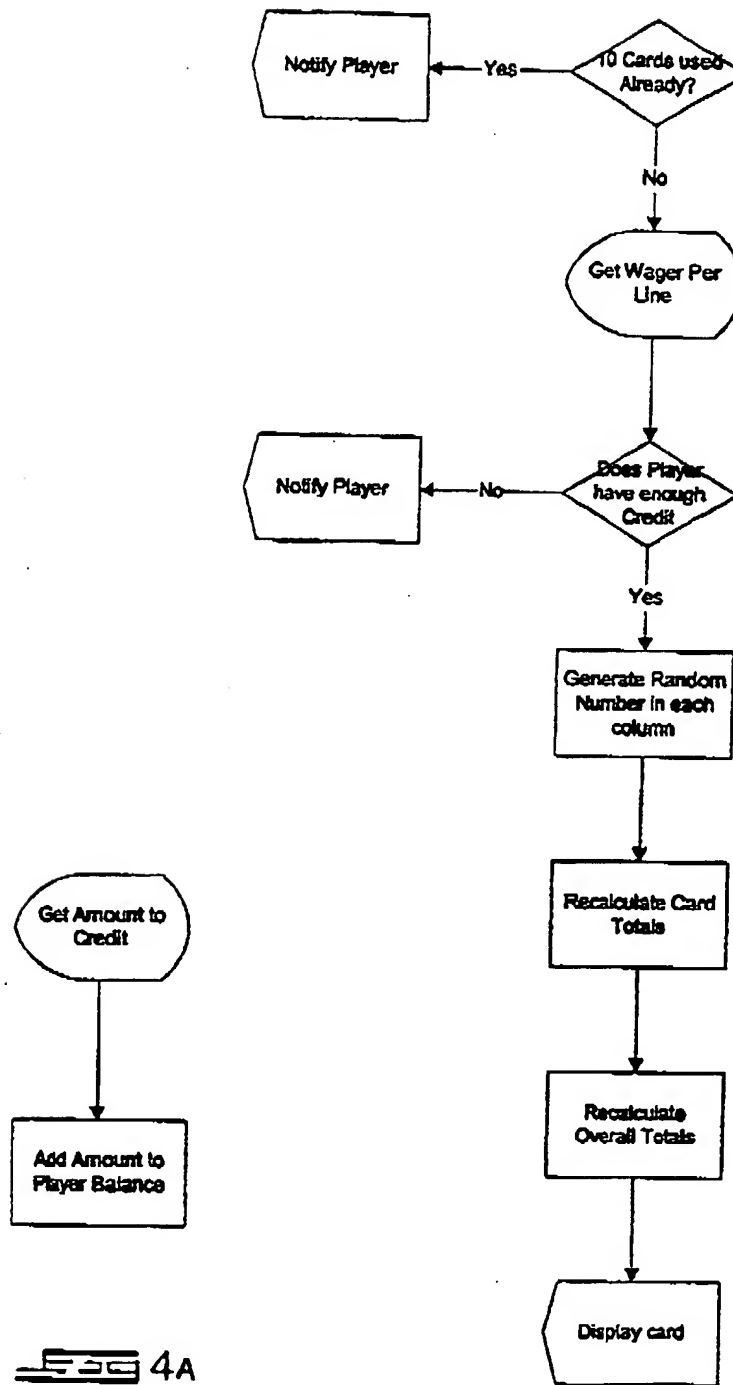 Notify Player
Yes
10 Cards used
Already?
No
Get Wager Per
Line
Notify Player
No
Does Player
have enough
Credit
Yes
Generate Random
Number in each
column
Get Amount to
Credit
Recalculate Card
Totals
Add Amount to
Player Balance
Recalculate
Overall Totals
Display card
4A